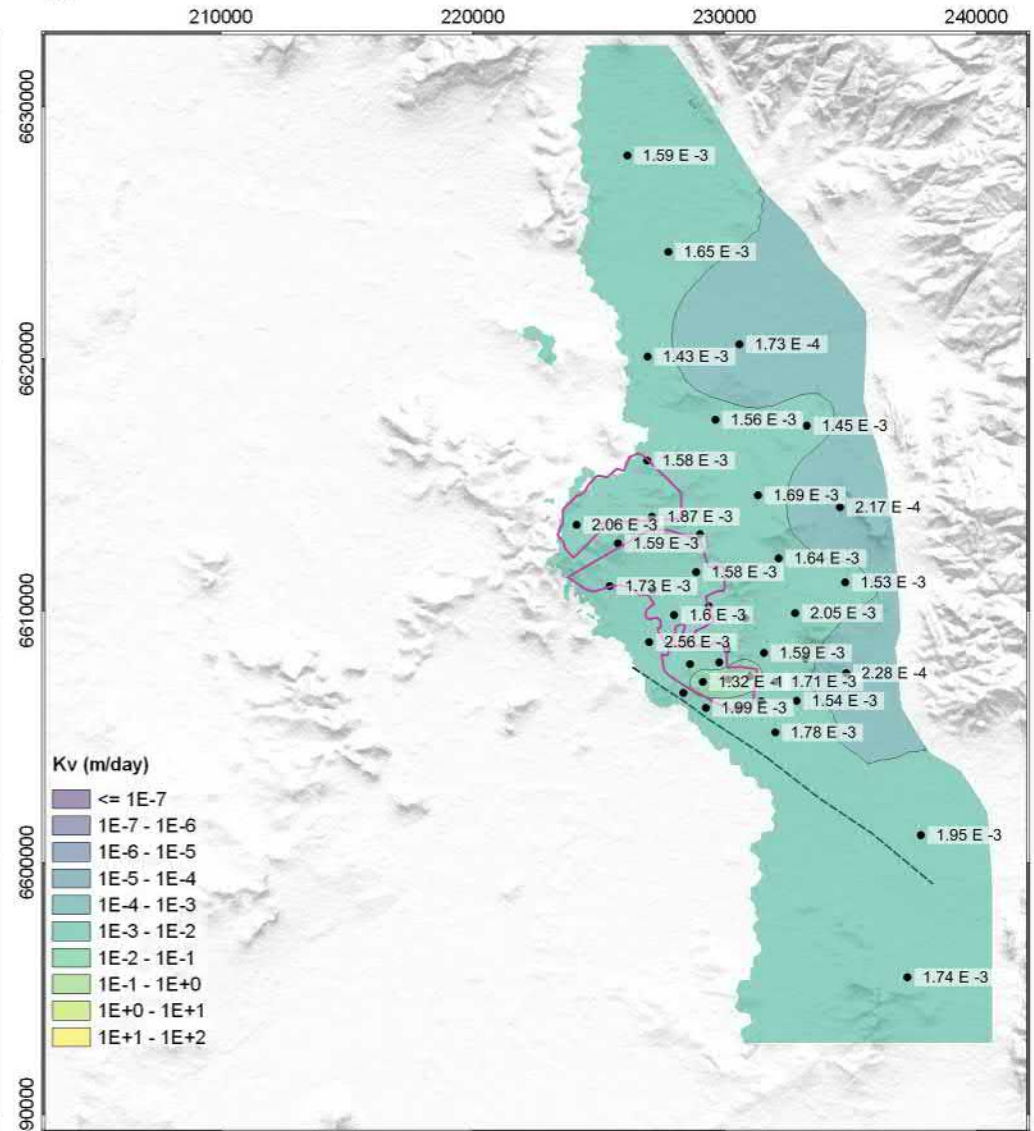 210000 220000 230000 240000
6630000
1.59 E -3
1.65 E -3
1.73 E -4
6620000
1.43 E -3
1.56 E -3
1.45 E -3
1.58 E -3
1.69 E -3
2.17 E -4
1.87 E -3
2.06 E -3
1.59 E -3
1.64 E -3
1.58 E -3
1.53 E -3
1.73 E -3
6610000
1.6 E -3
2.05 E -3
2.56 E -3
1.59 E -3
2.28 E -4
1.32 E -1
1.71 E -3
1.54 E -3
1.99 E -3
1.78 E -3
1.95 E -3
6600000
1.74 E -3
90000
Kv (m/day)
<= 1E-7
1E-7 - 1E-6
1E-6 - 1E-5
1E-5 - 1E-4
1E-4 - 1E-3
1E-3 - 1E-2
1E-2 - 1E-1
1E-1 - 1E+0
1E+0 - 1E+1
1E+1 - 1E+2